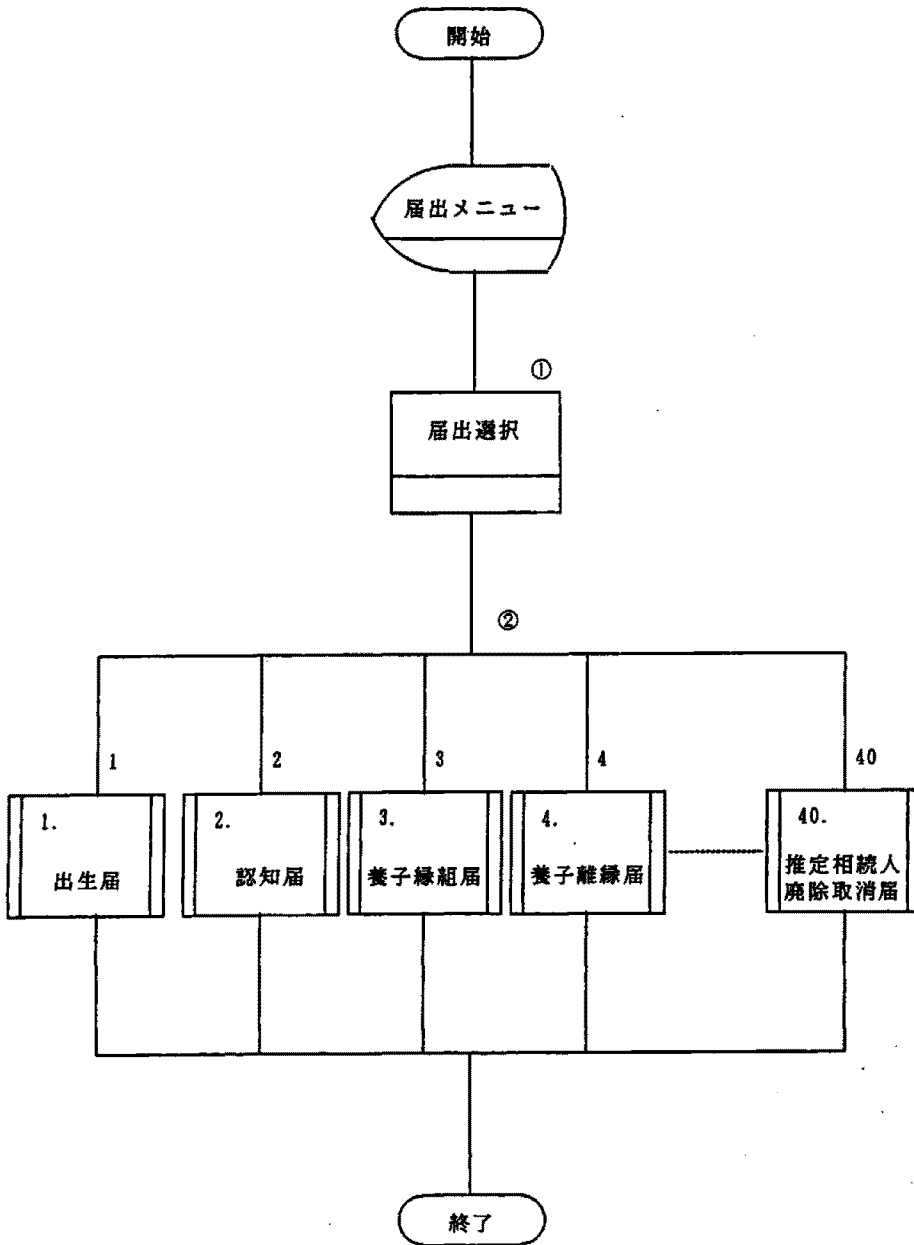 開始
届出メニュー
①
届出選択
②
1
2
3
4
40
1.
出生届
2.
認知届
3.
養子縁組届
4.
養子離縁届
40.
推定相続人
廃除取消届
終了